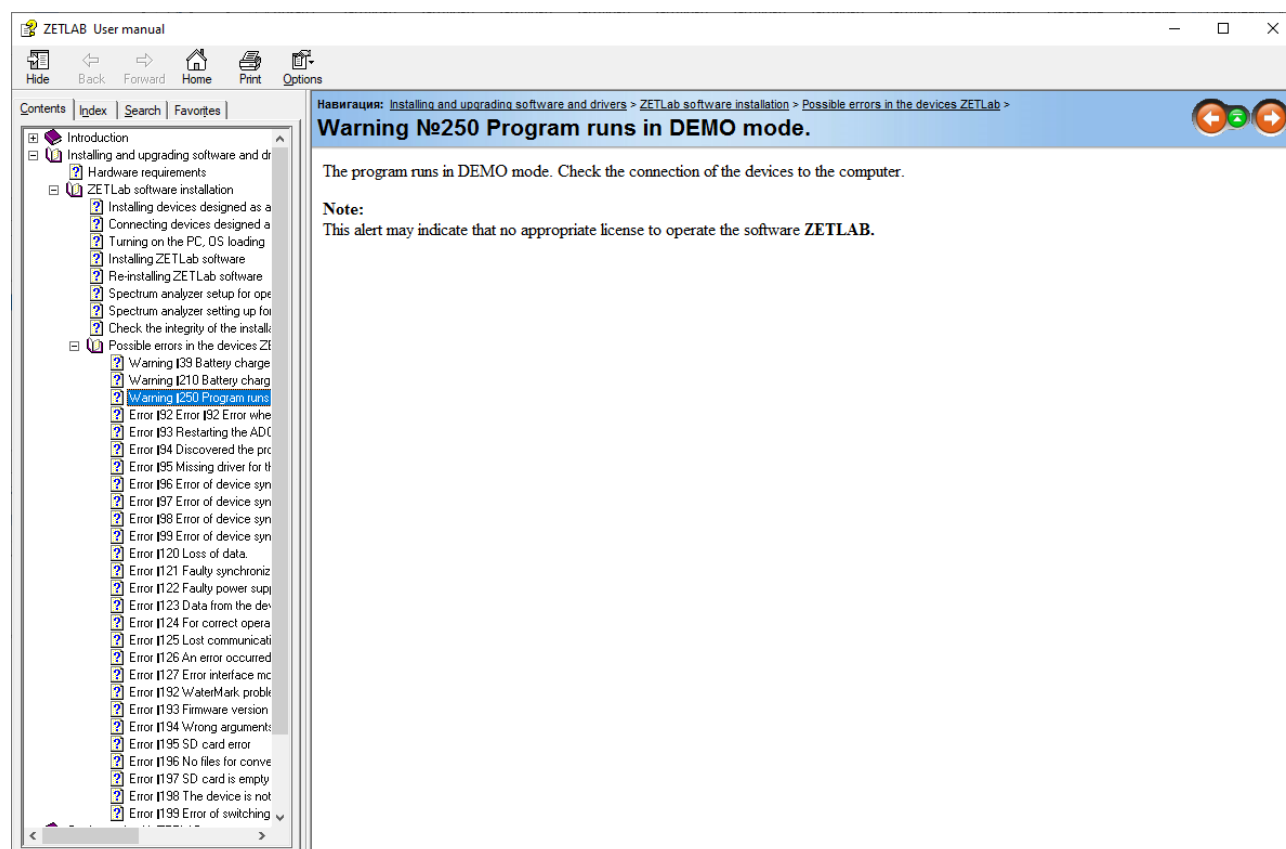 ZETLAB User manual
Hide Back Forward Home Print Options
Contents Index Search Favorites
Introduction
Installing and upgrading software and dr
Hardware requirements
ZETLab software installation
Installing devices designed as a
Connecting devices designed a
Turning on the PC, OS loading
Installing ZETLab software
Re-installing ZETLab software
Spectrum analyzer setup for ope
Spectrum analyzer setting up for
Check the integrity of the installa
Possible errors in the devices ZE
Warning |39 Battery charge
Warning |210 Battery charg
Warning |250 Program runs
Error |92 Error |92 Error whe
Error |93 Restarting the ADC
Error |94 Discovered the pro
Error |95 Missing driver for th
Error |96 Error of device syn
Error |97 Error of device syn
Error |98 Error of device syn
Error |99 Error of device syn
Error |120 Loss of data.
Error |121 Faulty synchroniz
Error |122 Faulty power supp
Error |123 Data from the dev
Error |124 For correct opera
Error |125 Lost communicati
Error |126 An error occurred
Error |127 Error interface mo
Error |192 WaterMark proble
Error |193 Firmware version
Error |194 Wrong arguments
Error |195 SD card error
Error |196 No files for conve
Error |197 SD card is empty
Error |198 The device is not
Error |199 Error of switching
Навигация: Installing and upgrading software and drivers > ZETLab software installation > Possible errors in the devices ZETLab >
Warning №250 Program runs in DEMO mode.
The program runs in DEMO mode. Check the connection of the devices to the computer.
Note:
This alert may indicate that no appropriate license to operate the software ZETLAB.